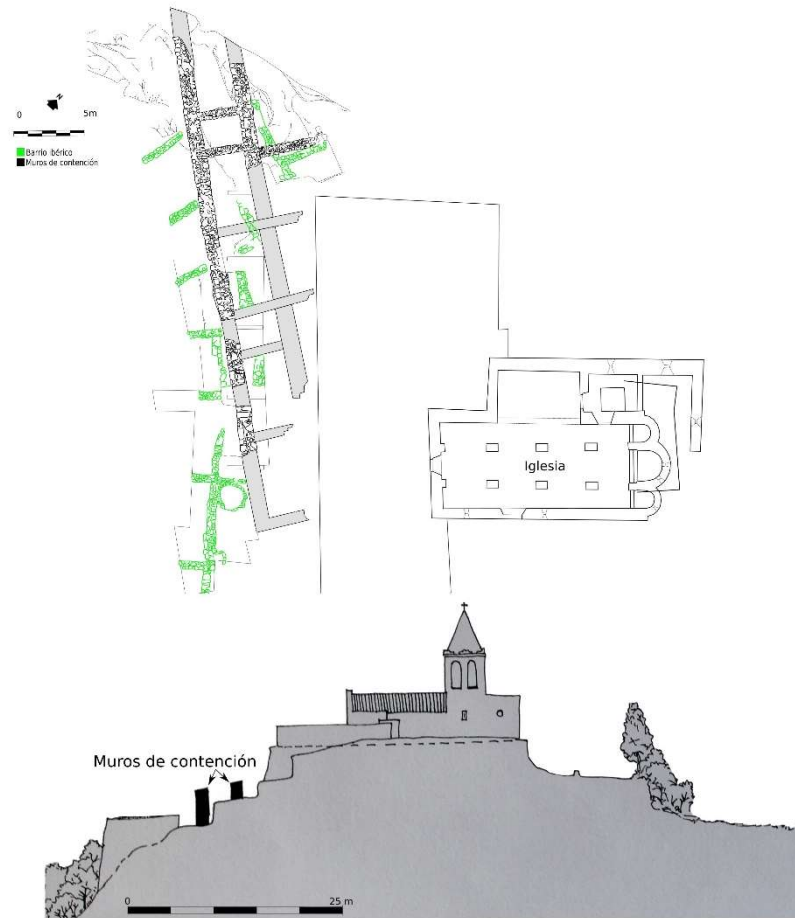 N
0 5m
Barrio ibérico
Muros de contención
Iglesia
Muros de contención
0 25 m